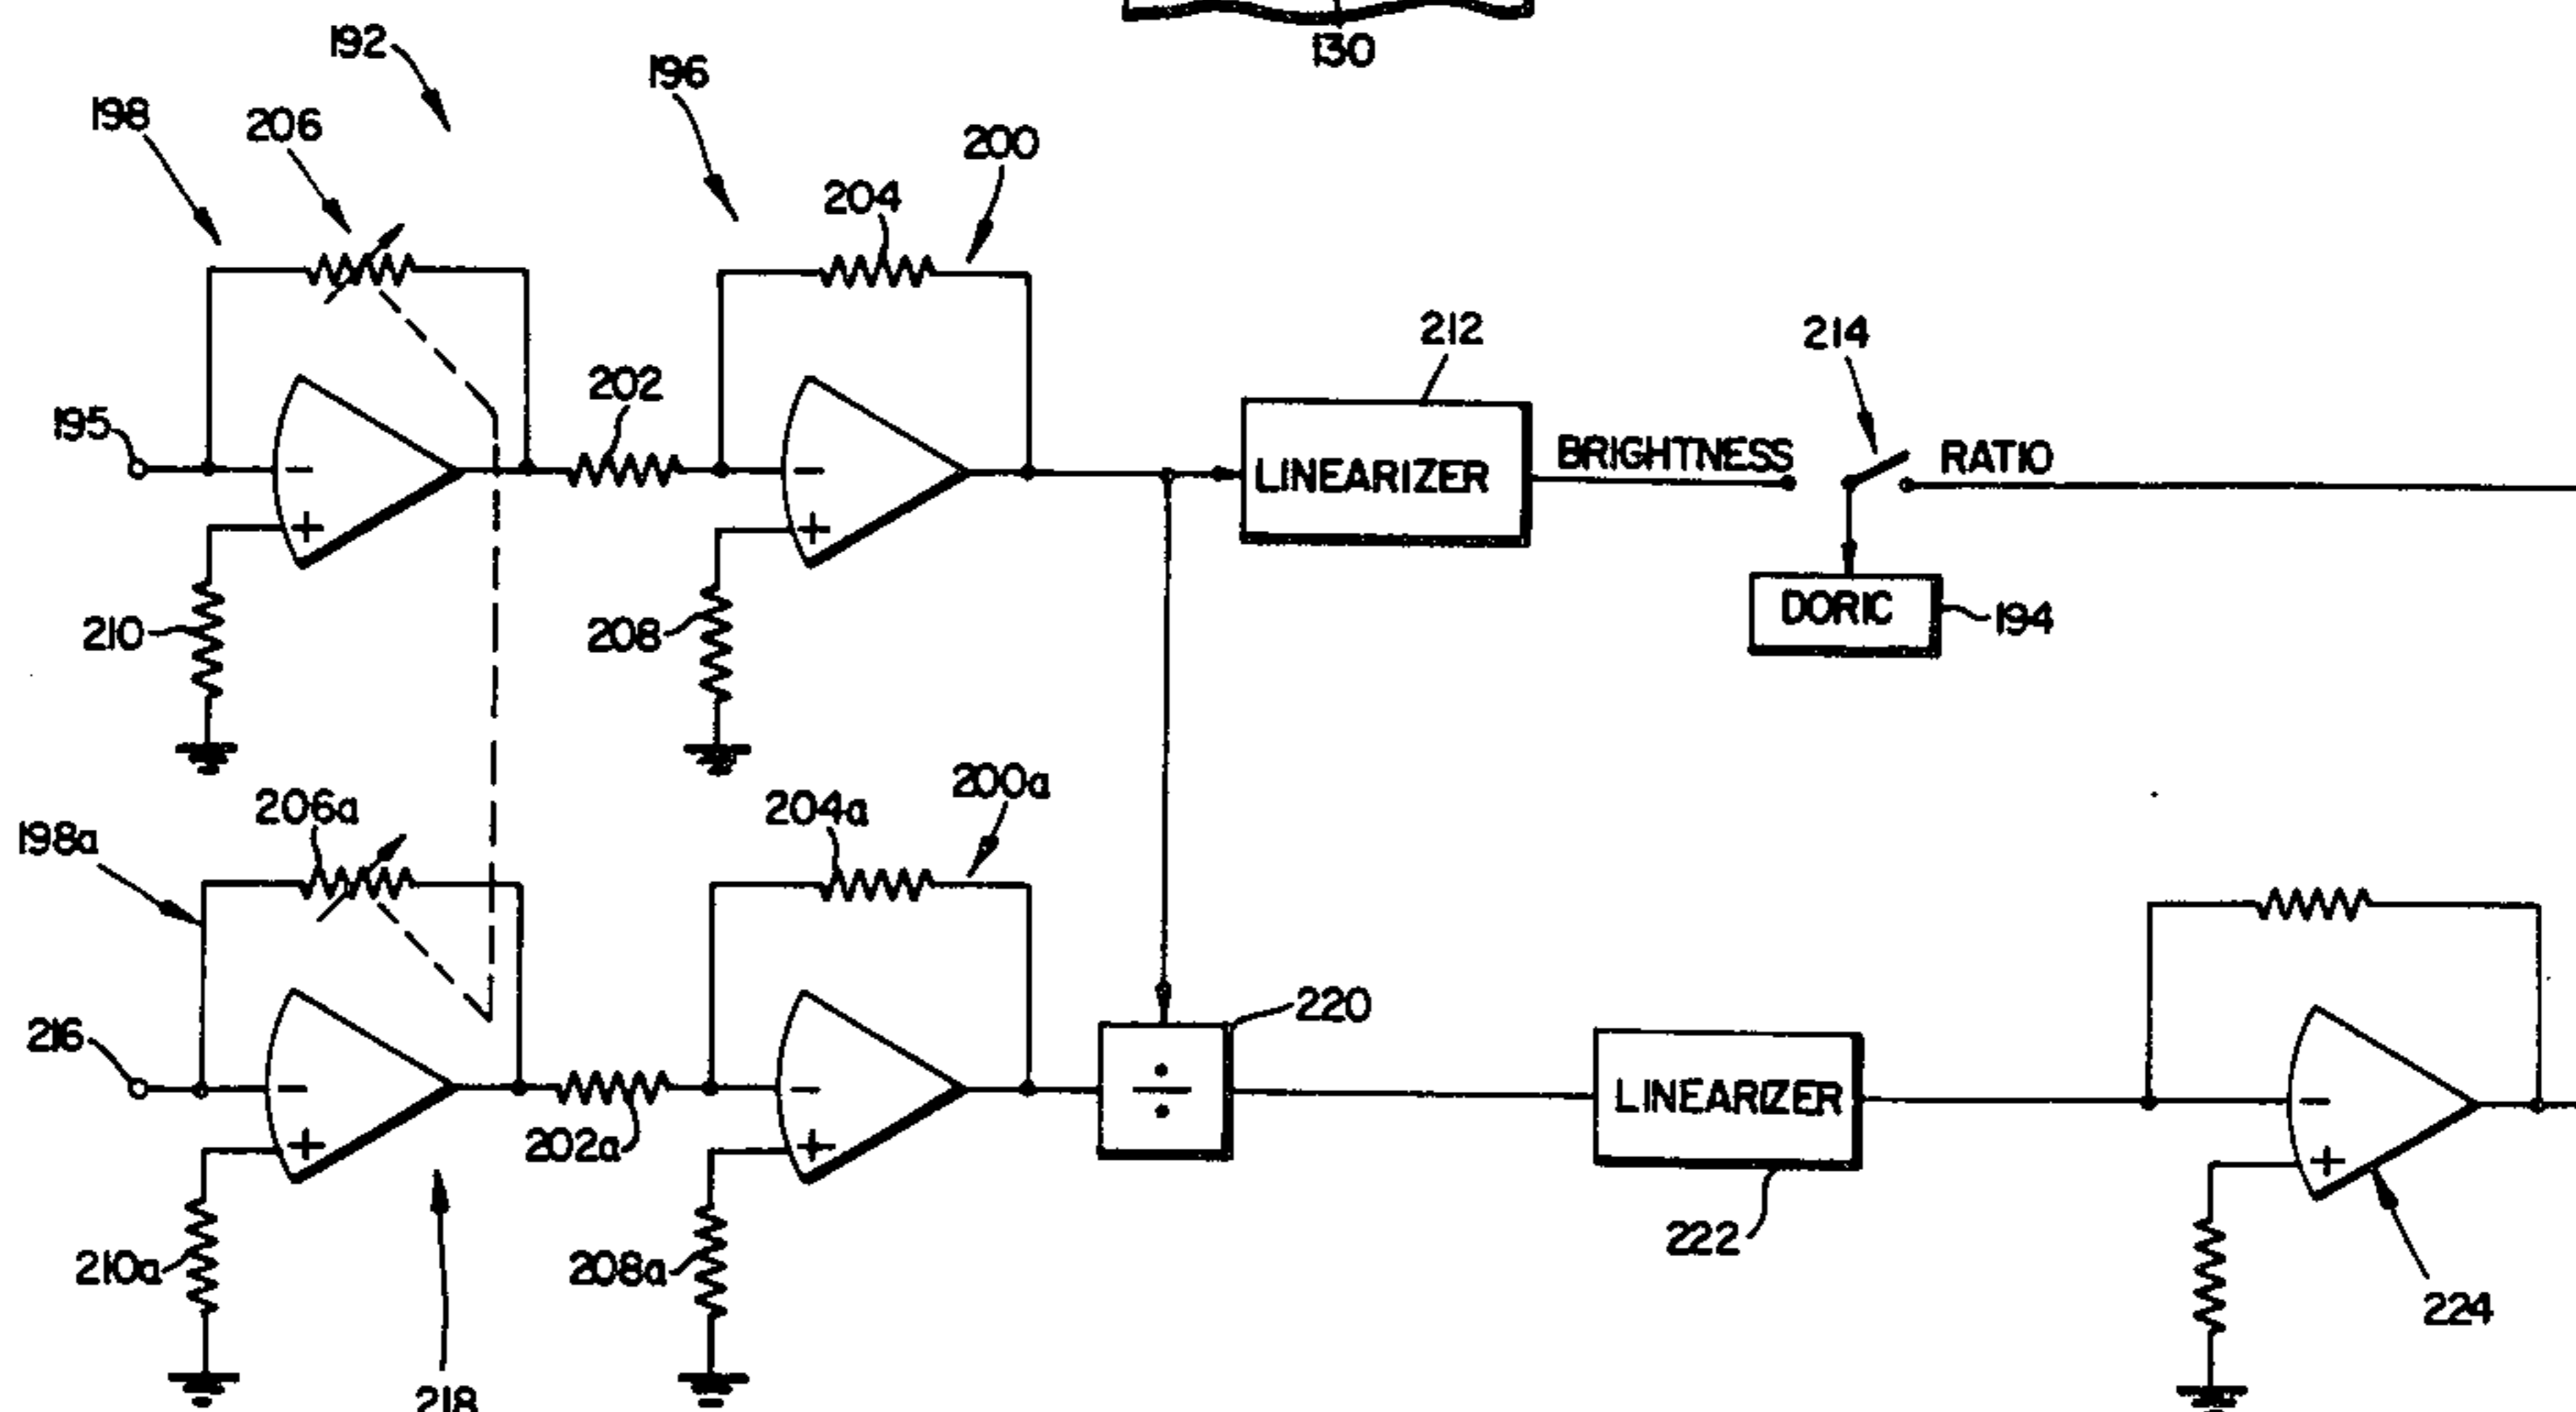 130
192
196
198
206
200
204
212
214
195
202
-
-
LINEARIZER
BRIGHTNESS
RATIO
+
+
DORIC
194
210
208
206a
204a
200a
198a
220
216
-
-
÷
LINEARIZER
-
+
202a
+
+
210a
208a
222
224
218